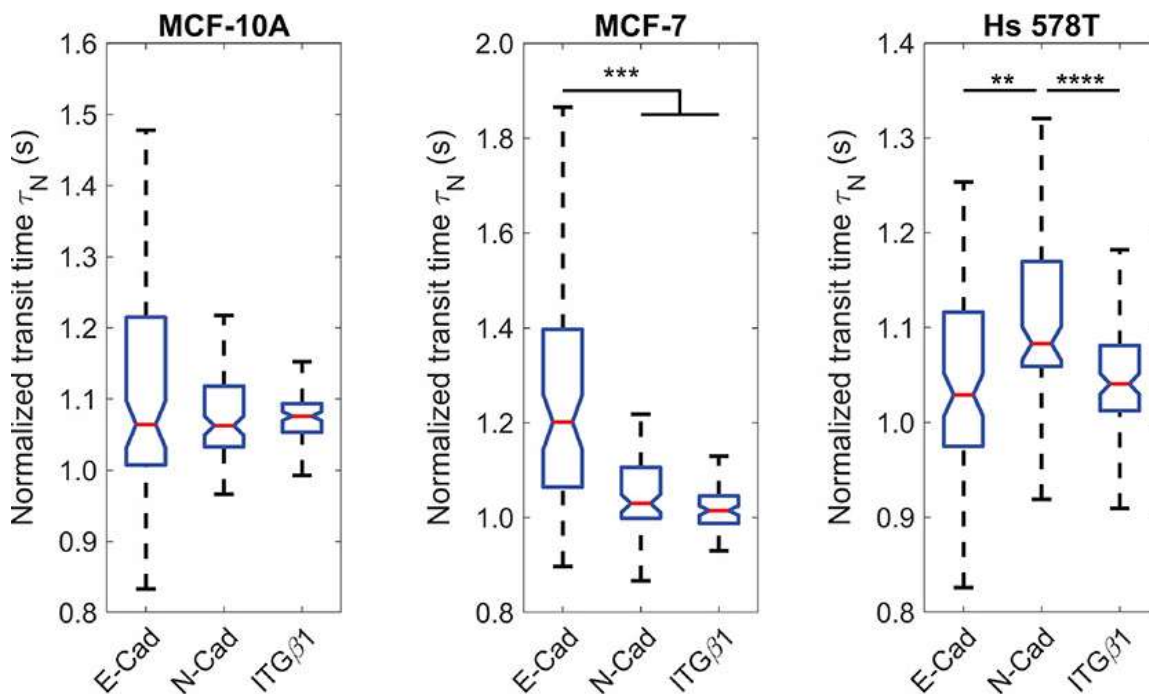 MCF-10A
Normalized transit time τN (s)
1.6
1.5
1.4
1.3
1.2
1.1
1.0
0.9
0.8
E-Cad
N-Cad
ITGβ1
MCF-7
***
Normalized transit time τN (s)
2.0
1.8
1.6
1.4
1.2
1.0
0.8
E-Cad
N-Cad
ITGβ1
Hs 578T
** ****
Normalized transit time τN (s)
1.4
1.3
1.2
1.1
1.0
0.9
0.8
E-Cad
N-Cad
ITGβ1